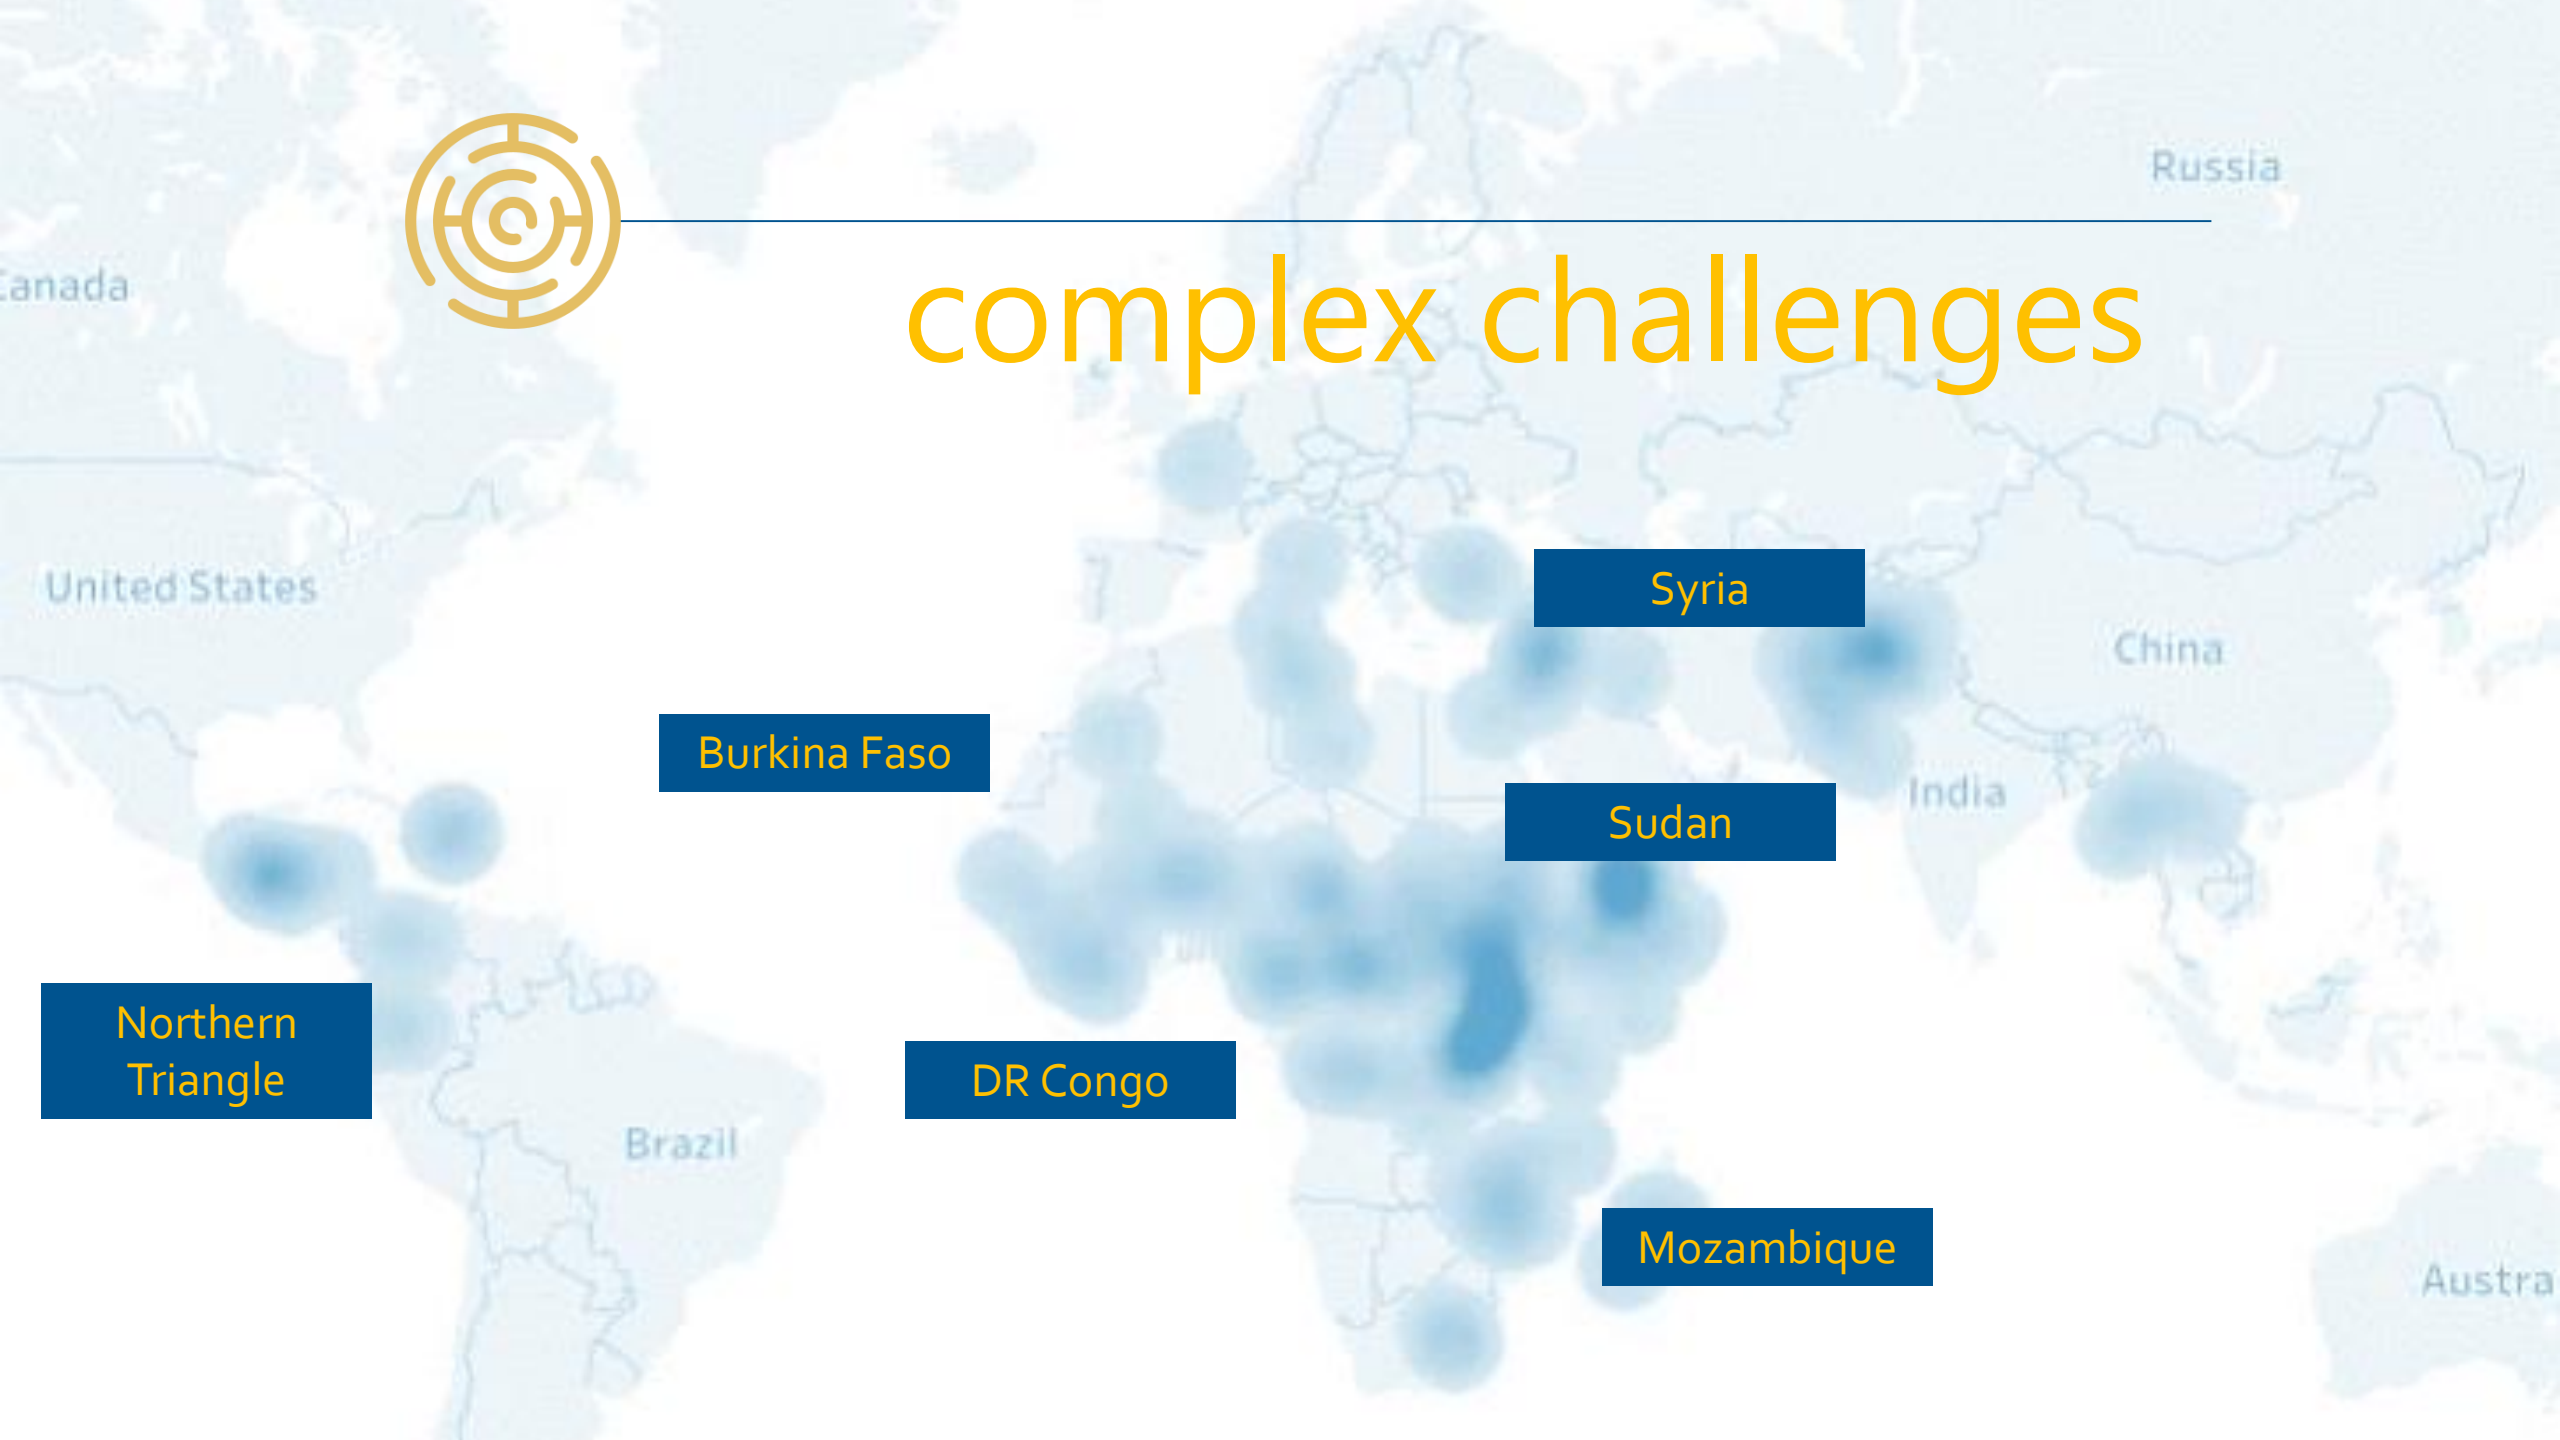 Russia
Canada
complex challenges
United States
Syria
China
Burkina Faso
India
Sudan
Northern
Triangle
DR Congo
Brazil
Mozambique
Austra